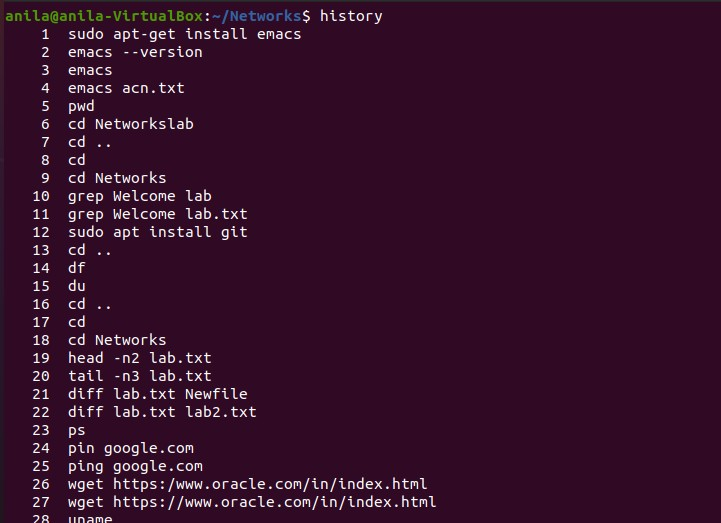 anila@anila-VirtualBox:~/Networks$ history
1 sudo apt-get install emacs
2 emacs --version
3 emacs
4 emacs acn.txt
5 pwd
6 cd Networkslab
7 cd ..
8 cd
9 cd Networks
10 grep Welcome lab
11 grep Welcome lab.txt
12 sudo apt install git
13 cd ..
14 df
15 du
16 cd ..
17 cd
18 cd Networks
19 head -n2 lab.txt
20 tail -n3 lab.txt
21 diff lab.txt Newfile
22 diff lab.txt lab2.txt
23 ps
24 pin google.com
25 ping google.com
26 wget https:/www.oracle.com/in/index.html
27 wget https://www.oracle.com/in/index.html
28 uname